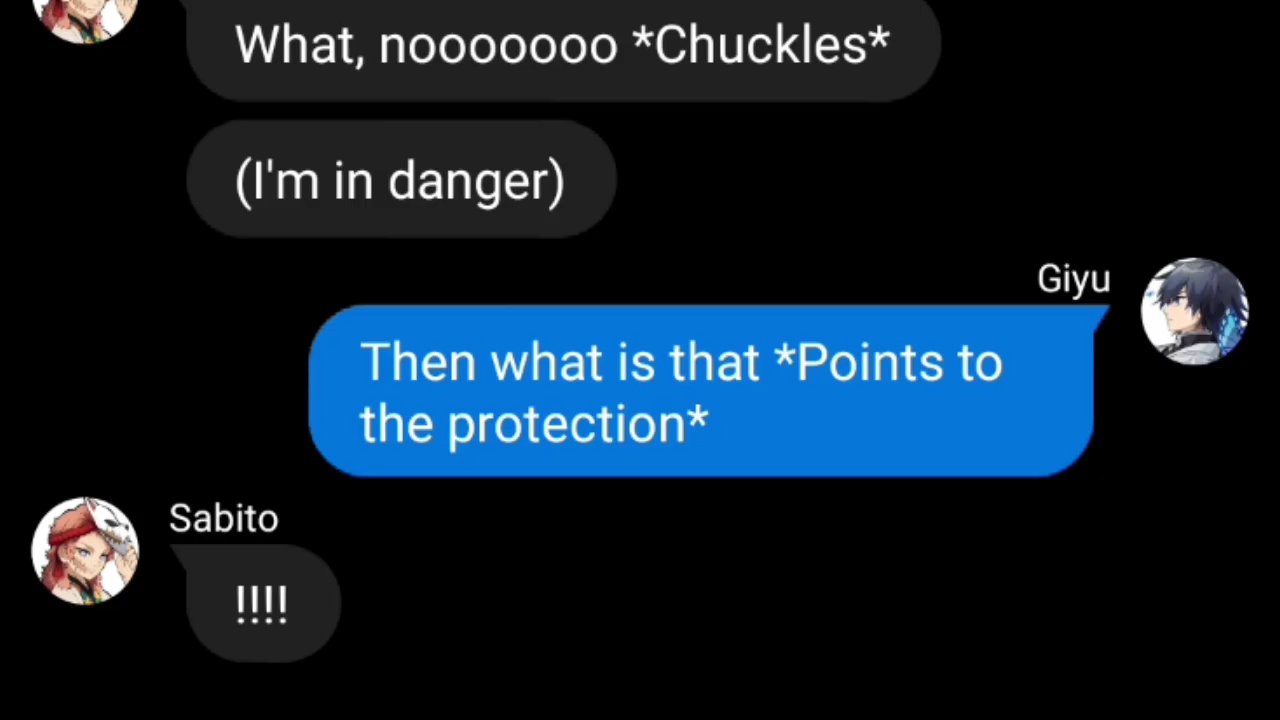 What, nooooooo *Chuckles*
(I'm in danger)
Giyu
Then what is that *Points to
the protection*
Sabito
!!!!